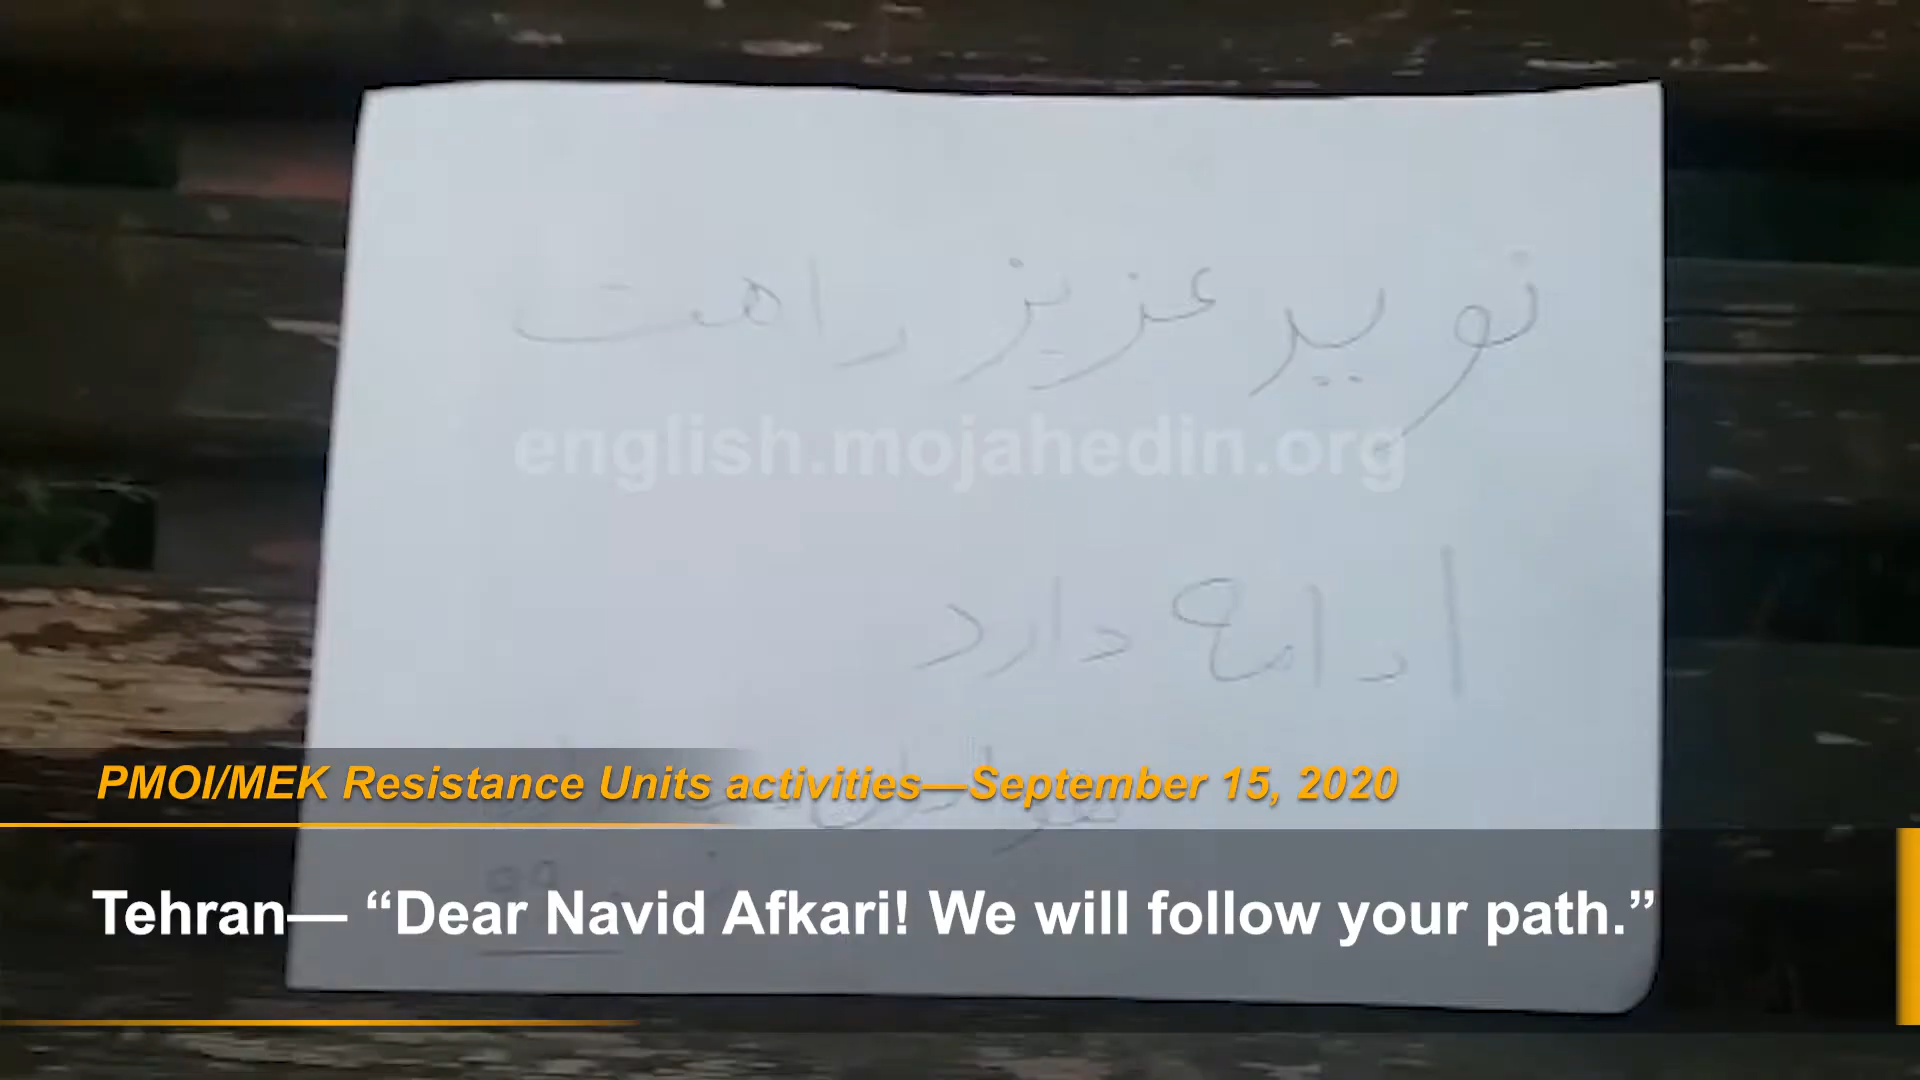 نوید عزیز راهت
english.mojahedin.org
ادامه دارد
PMOI/MEK Resistance Units activities—September 15, 2020
Tehran— “Dear Navid Afkari! We will follow your path.”